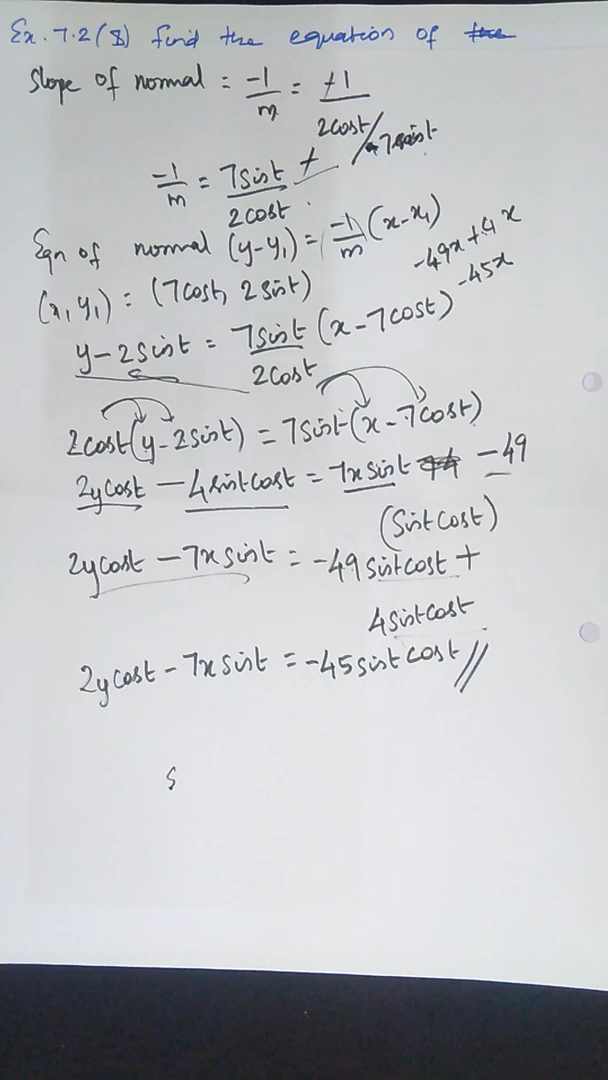 Ex. 7.2 (8) find the equation of the
Slope of normal = -1/m = +1/(2cost/-7sint)
-1/m = 7sint/2cost +
Eqn of normal (y-y₁) = -1/m (x-x₁)
-49x+4x
(x, y₁) = (7cost, 2sint)
-45x
y-2sint = 7sint/2cost (x-7cost)
2cost(y-2sint) = 7sint(x-7cost)
2ycost - 4sintcost = 7xsint -49
(sintcost)
2ycost - 7xsint = -49sintcost +
4sintcost
2ycost - 7xsint = -45sintcost //
S